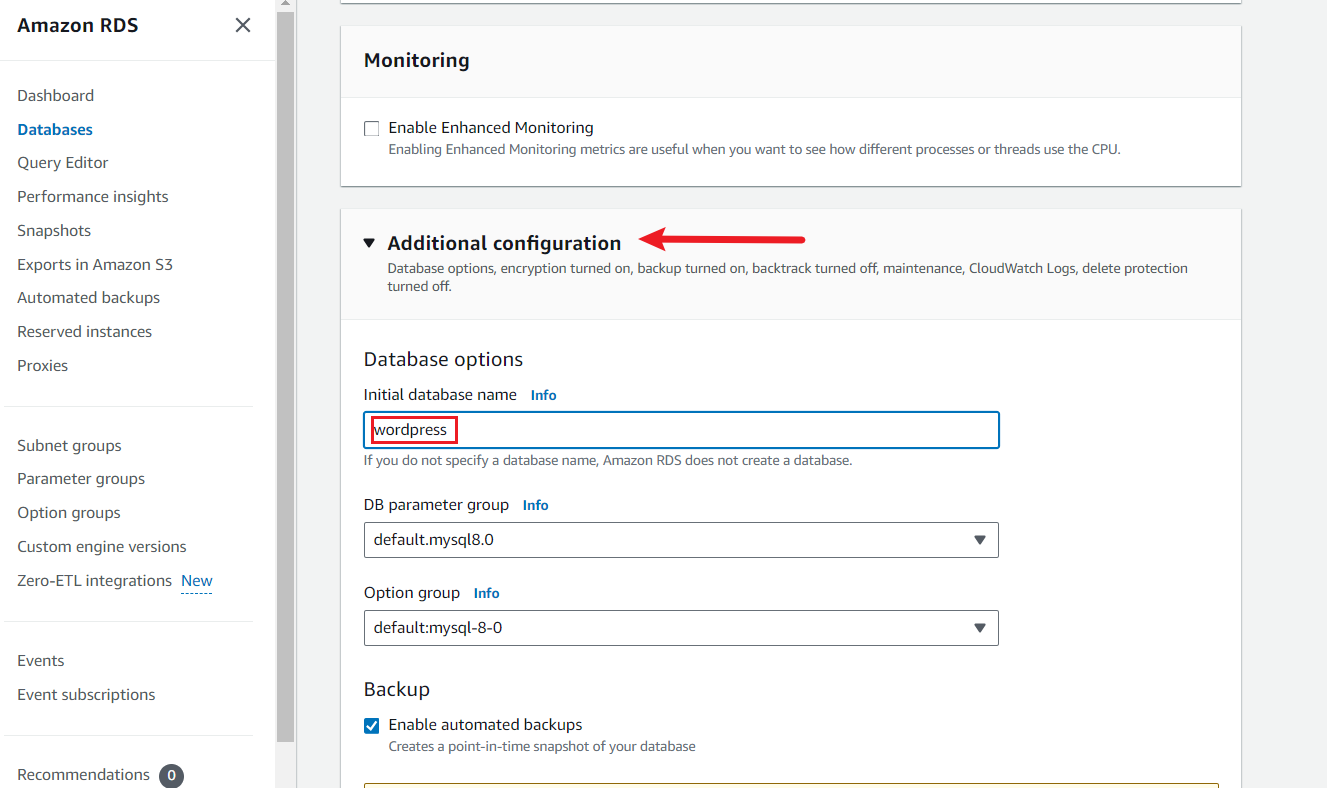 Amazon RDS
Dashboard
Databases
Query Editor
Performance insights
Snapshots
Exports in Amazon S3
Automated backups
Reserved instances
Proxies
Subnet groups
Parameter groups
Option groups
Custom engine versions
Zero-ETL integrations New
Events
Event subscriptions
Recommendations 0
Monitoring
Enable Enhanced Monitoring
Enabling Enhanced Monitoring metrics are useful when you want to see how different processes or threads use the CPU.
Additional configuration
Database options, encryption turned on, backup turned on, backtrack turned off, maintenance, CloudWatch Logs, delete protection
turned off.
Database options
Initial database name Info
wordpress
If you do not specify a database name, Amazon RDS does not create a database.
DB parameter group Info
default.mysql8.0
Option group Info
default:mysql-8-0
Backup
Enable automated backups
Creates a point-in-time snapshot of your database